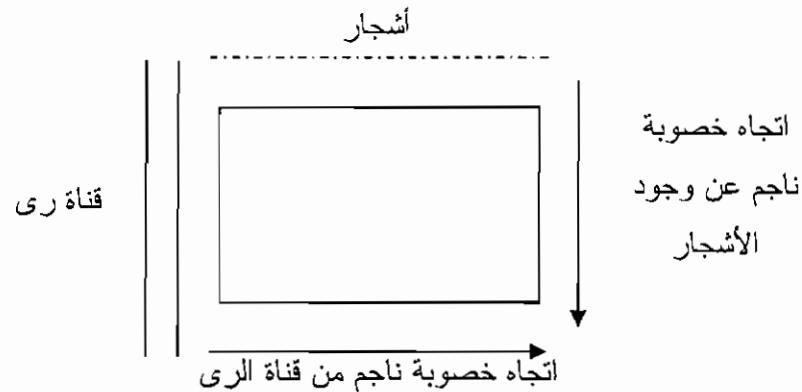 أشجار
اتجاه خصوبة
ناجم عن وجود
الأشجار
قناة رى
اتجاه خصوبة ناجم من قناة الرى